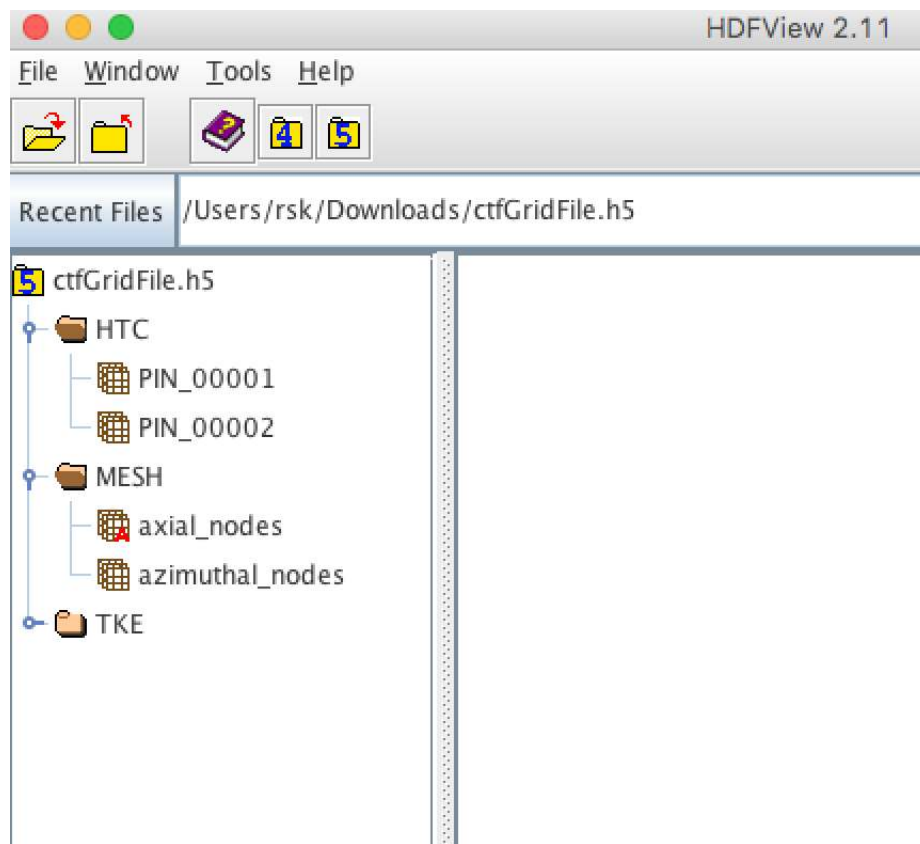 HDFView 2.11
File Window Tools Help
? 4 5
Recent Files /Users/rsk/Downloads/ctfGridFile.h5
5 ctfGridFile.h5
HTC
PIN_00001
PIN_00002
MESH
A axial_nodes
azimuthal_nodes
TKE